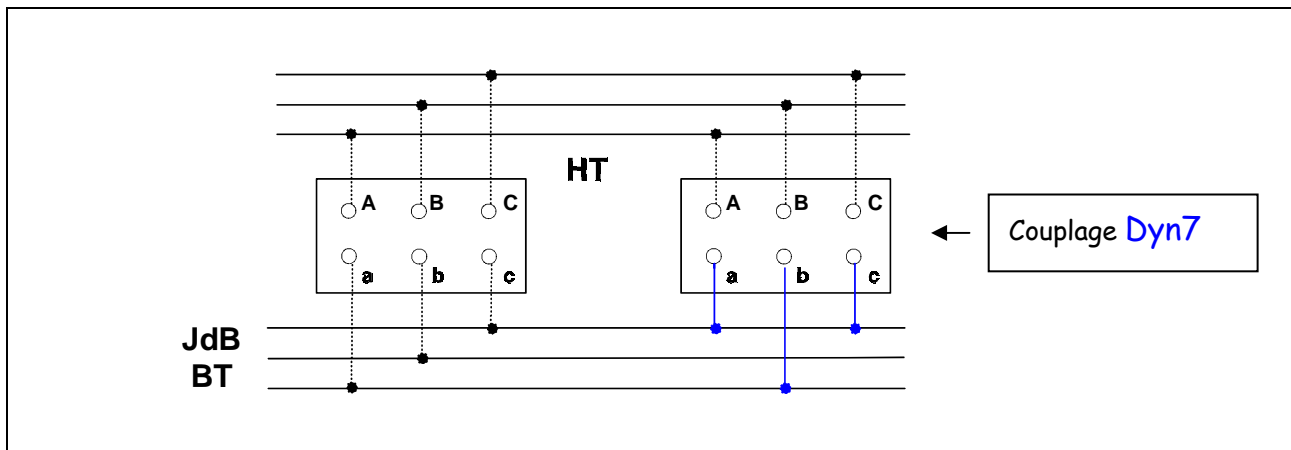 HT
A B C A B C
Couplage Dyn7
a b c a b c
JdB
BT